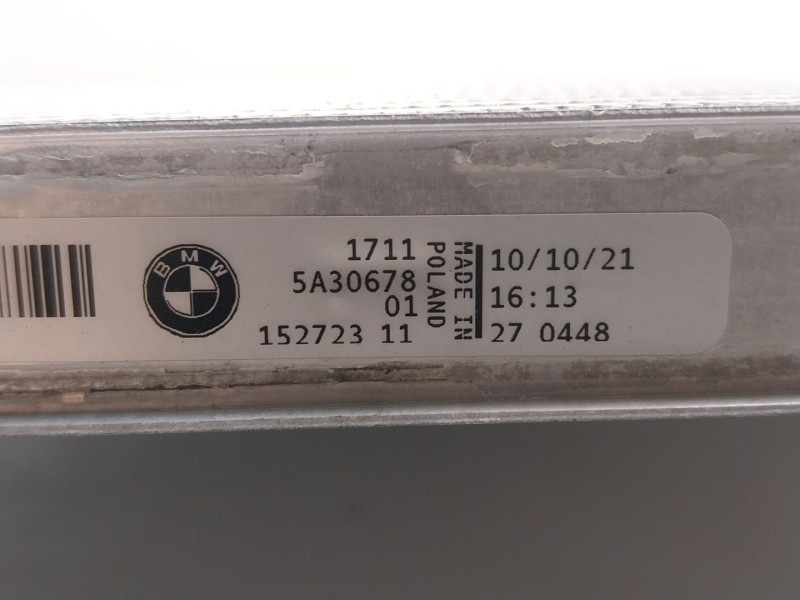 BMW
1711
5A30678
01
152723 11
MADE IN
POLAND
10/10/21
16:13
27 0448